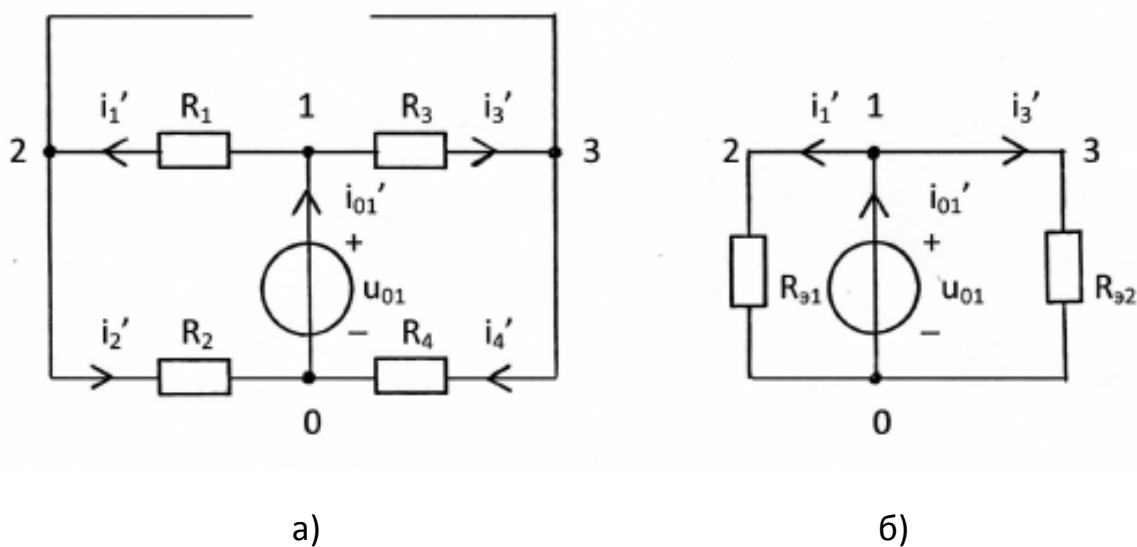 i₁’ R₁ 1 R₃ i₃’
2 3
i₀₁’
+
u₀₁
–
i₂’ R₂ R₄ i₄’
0
а)
i₁’ 1 i₃’
2 3
i₀₁’
+
Rэ1 u₀₁ Rэ2
–
0
б)